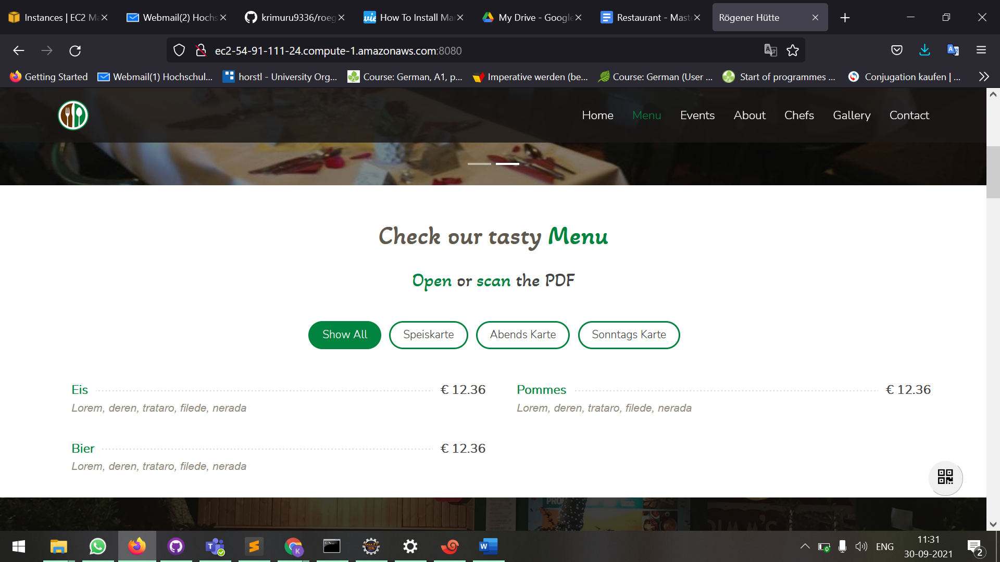 Instances | EC2 Ma
Webmail(2) Hochs
krimuru9336/roeg
How To Install Ma
My Drive - Google
Restaurant - Maste
Rögener Hütte
ec2-54-91-111-24.compute-1.amazonaws.com:8080
Getting Started
Webmail(1) Hochschul...
horstl - University Org...
Course: German, A1, p...
Imperative werden (be...
Course: German (User ...
Start of programmes ...
Conjugation kaufen | ...
Home Menu Events About Chefs Gallery Contact
Check our tasty Menu
Open or scan the PDF
Show All Speiskarte Abends Karte Sonntags Karte
Eis € 12.36
Lorem, deren, trataro, filede, nerada
Pommes € 12.36
Lorem, deren, trataro, filede, nerada
Bier € 12.36
Lorem, deren, trataro, filede, nerada
ENG
11:31
30-09-2021
2